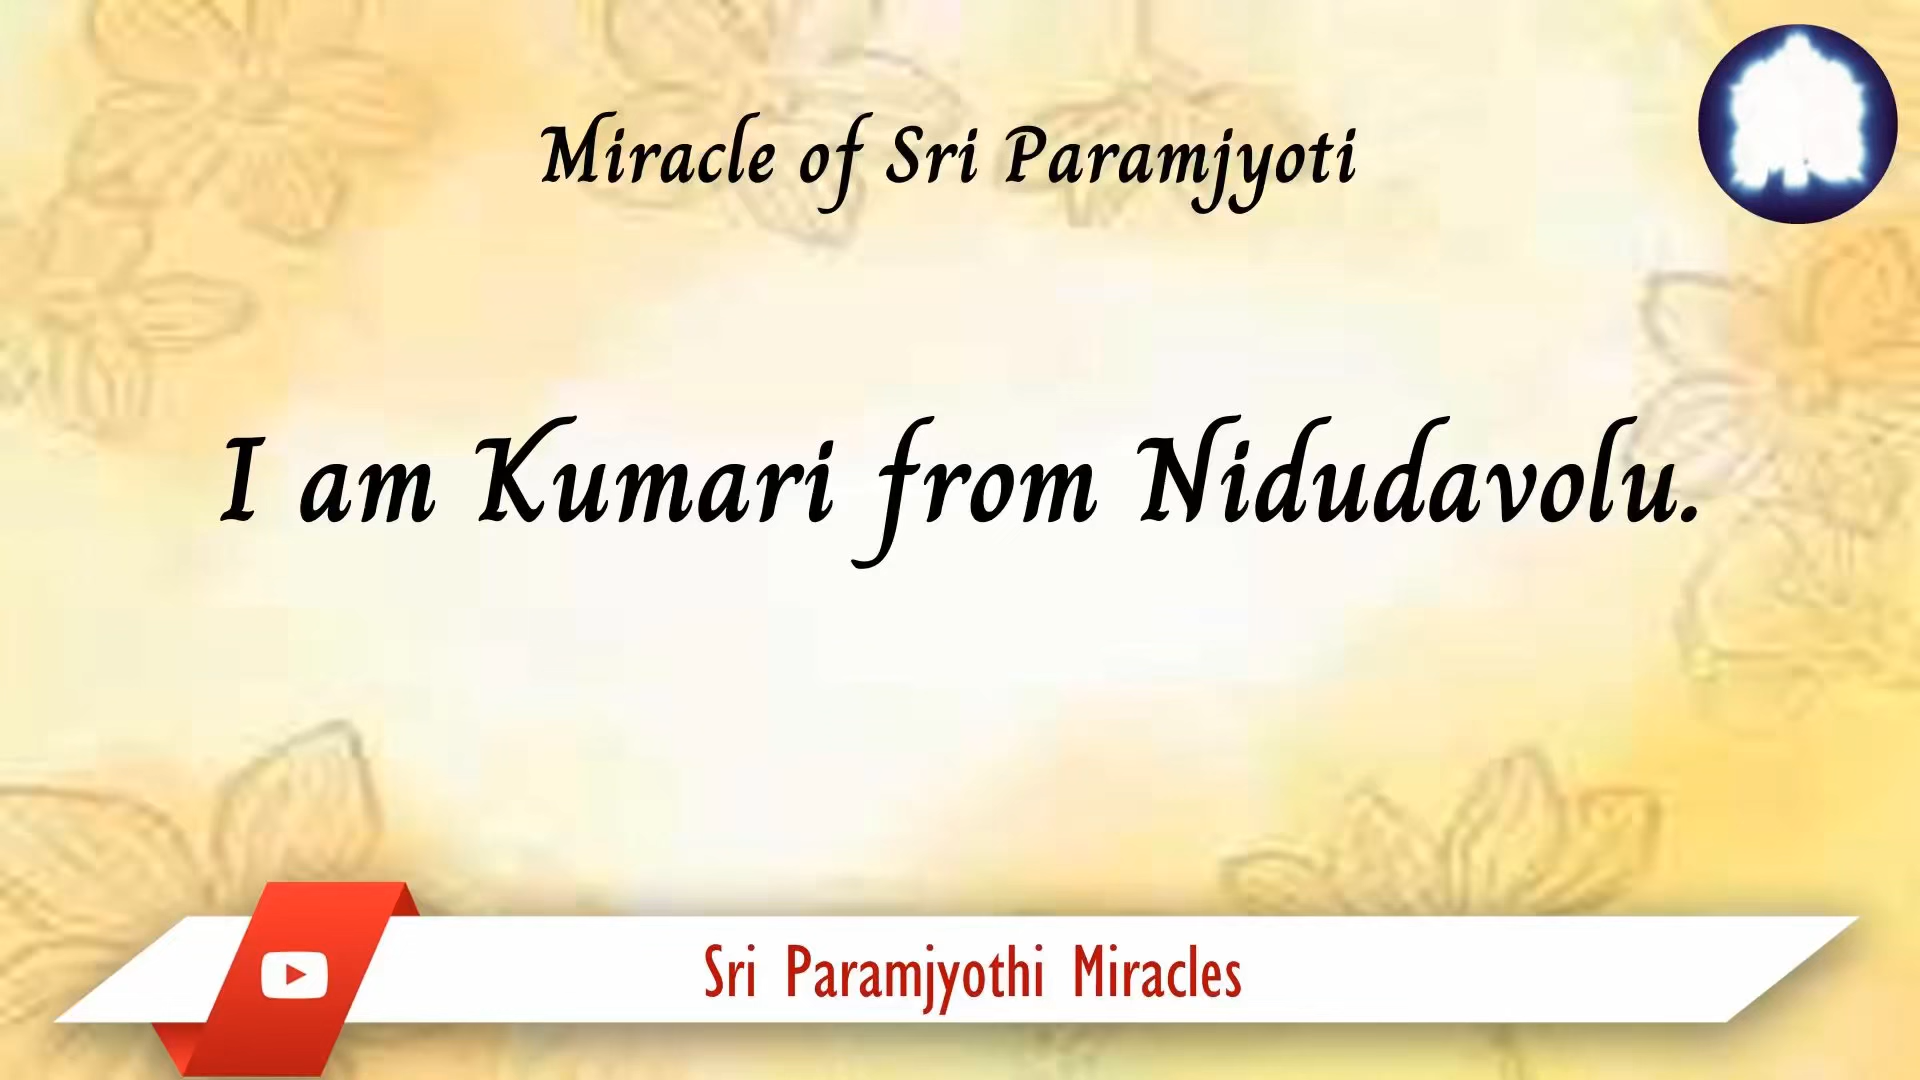 Miracle of Sri Paramjyoti
I am Kumari from Nidudavolu.
Sri Paramjyothi Miracles